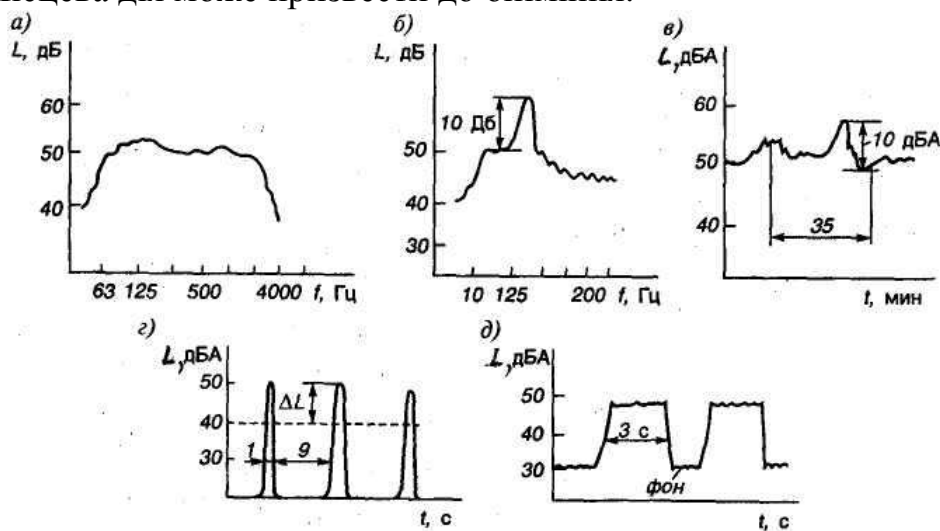 а)
L, дБ
60
50
40
63 125 500 4000 f, Гц
б)
L, дБ
60
10 Дб
50
40
30
10 125 200 f, Гц
в)
L, дБА
60
50
10 дБА
40
35
t, мин
г)
L, дБА
50
ΔL
40
30
1 9
t, с
д)
L, дБА
50
40
3 с
30
фон
t, с